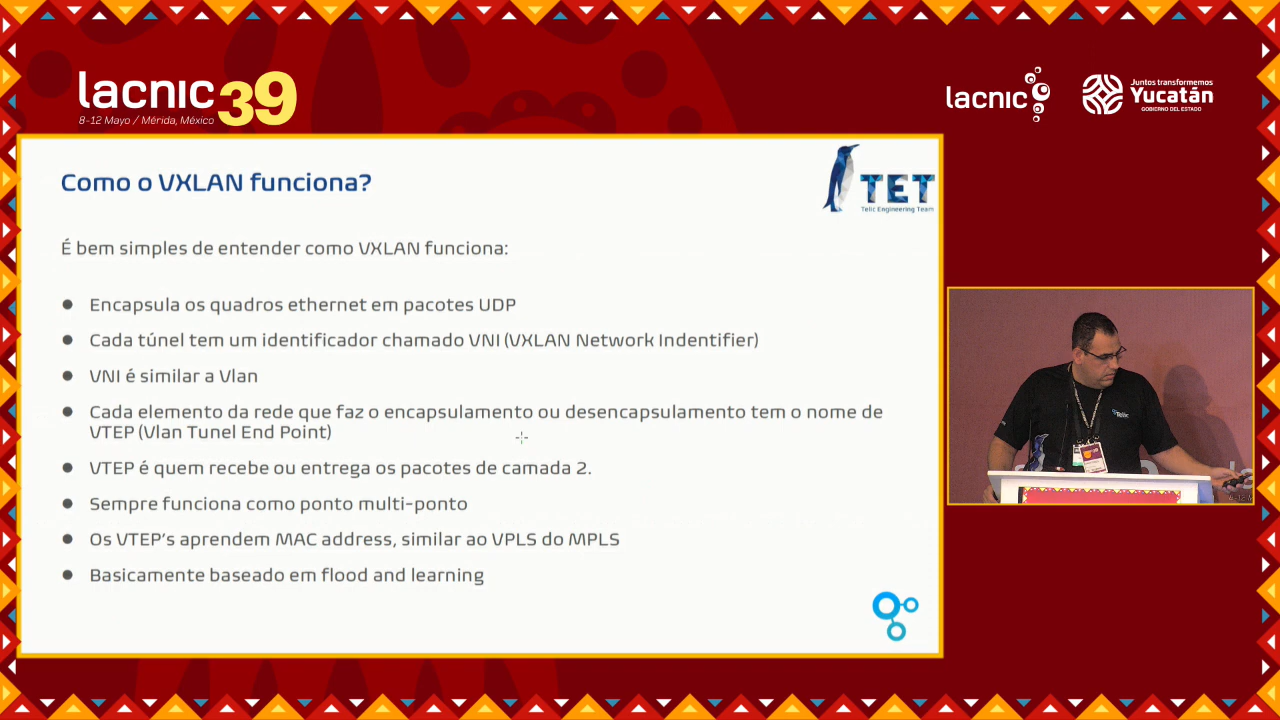 lacnic39
8-12 Mayo / Mérida, México
lacnic
Juntos transformemos
Yucatán
GOBIERNO DEL ESTADO
TET
Telic Engineering Team
Como o VXLAN funciona?
É bem simples de entender como VXLAN funciona:
● Encapsula os quadros ethernet em pacotes UDP
● Cada túnel tem um identificador chamado VNI (VXLAN Network Indentifier)
● VNI é similar a Vlan
● Cada elemento da rede que faz o encapsulamento ou desencapsulamento tem o nome de
VTEP (Vlan Tunel End Point)
● VTEP é quem recebe ou entrega os pacotes de camada 2.
● Sempre funciona como ponto multi-ponto
● Os VTEP’s aprendem MAC address, similar ao VPLS do MPLS
● Basicamente baseado em flood and learning
Telic